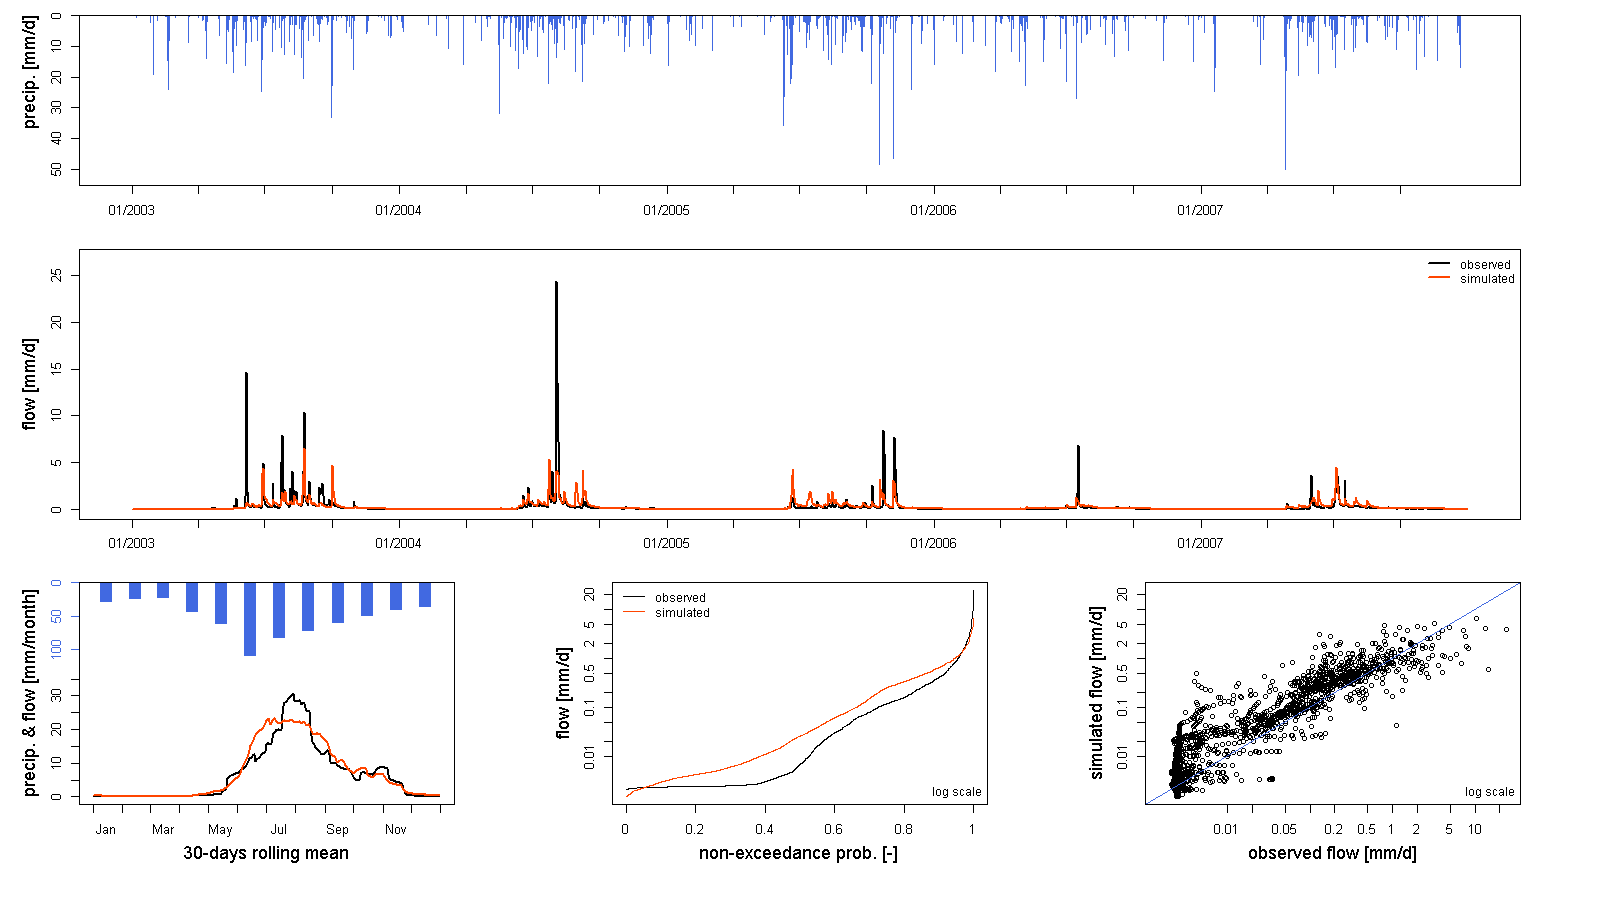 precip. [mm/d]
0
10
20
30
40
50
01/2003
01/2004
01/2005
01/2006
01/2007
flow [mm/d]
25
20
15
10
5
0
observed
simulated
01/2003
01/2004
01/2005
01/2006
01/2007
precip. & flow [mm/month]
0
50
100
30
20
10
0
Jan
Mar
May
Jul
Sep
Nov
30-days rolling mean
flow [mm/d]
20
5
2
0.5
0.1
0.01
observed
simulated
log scale
0
0.2
0.4
0.6
0.8
1
non-exceedance prob. [-]
simulated flow [mm/d]
20
5
2
0.5
0.1
0.01
log scale
0.01
0.05
0.2
0.5
1
2
5
10
observed flow [mm/d]